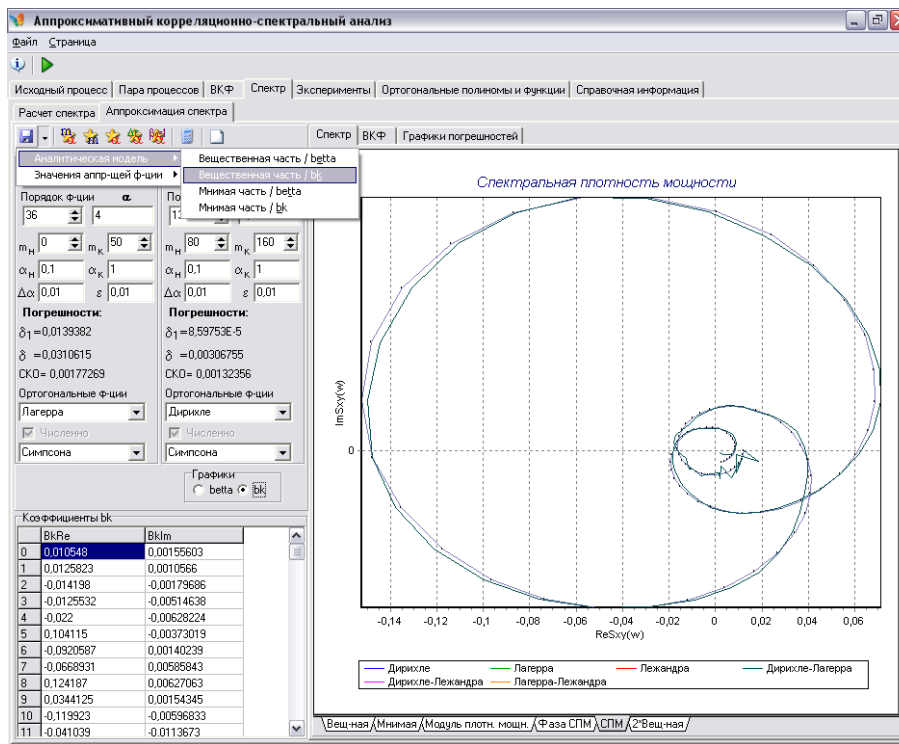 Аппроксимативный корреляционно-спектральный анализ
Файл Страница
Исходный процесс Пара процессов ВКФ Спектр Эксперименты Ортогональные полиномы и функции Справочная информация
Расчет спектра Аппроксимация спектра
Спектр ВКФ Графики погрешностей
Аналитическая модель
Значения аппр-щей ф-ции
Вещественная часть / betta
Вещественная часть / bk
Мнимая часть / betta
Мнимая часть / bk
Порядок ф-ции α
36 4
mн 0 mк 50
αн 0,1 αк 1
Δα 0,01 ε 0,01
Погрешности:
δ1=0,0139382
δ =0,0310615
СКО= 0,00177269
Ортогональные ф-ции
Лагерра
Численно
Симпсона
mн 80 mк 160
αн 0,1 αк 1
Δα 0,01 ε 0,01
Погрешности:
δ1=8,59753E-5
δ =0,00306755
СКО= 0,00132356
Ортогональные ф-ции
Дирихле
Численно
Симпсона
Графики
betta bk
Коэффициенты bk
BkRe BkIm
0 0,010548 0,00155603
1 0,0125823 0,0010566
2 -0,014198 -0,00179686
3 -0,0125532 -0,00514638
4 -0,022 -0,00628224
5 0,104115 -0,00373019
6 -0,0920587 0,00140239
7 -0,0668931 0,00585843
8 0,124187 0,00627063
9 0,0344125 0,00154345
10 -0,119923 -0,00596833
11 -0,041039 -0,0113673
Спектральная плотность мощности
ImSxy(w)
0
-0,14 -0,12 -0,1 -0,08 -0,06 -0,04 -0,02 0 0,02 0,04 0,06
ReSxy(w)
Дирихле Лагерра Лежандра Дирихле-Лагерра
Дирихле-Лежандра Лагерра-Лежандра
Вещ-ная Мнимая Модуль плотн. мощн. Фаза СПМ СПМ 2*Вещ-ная